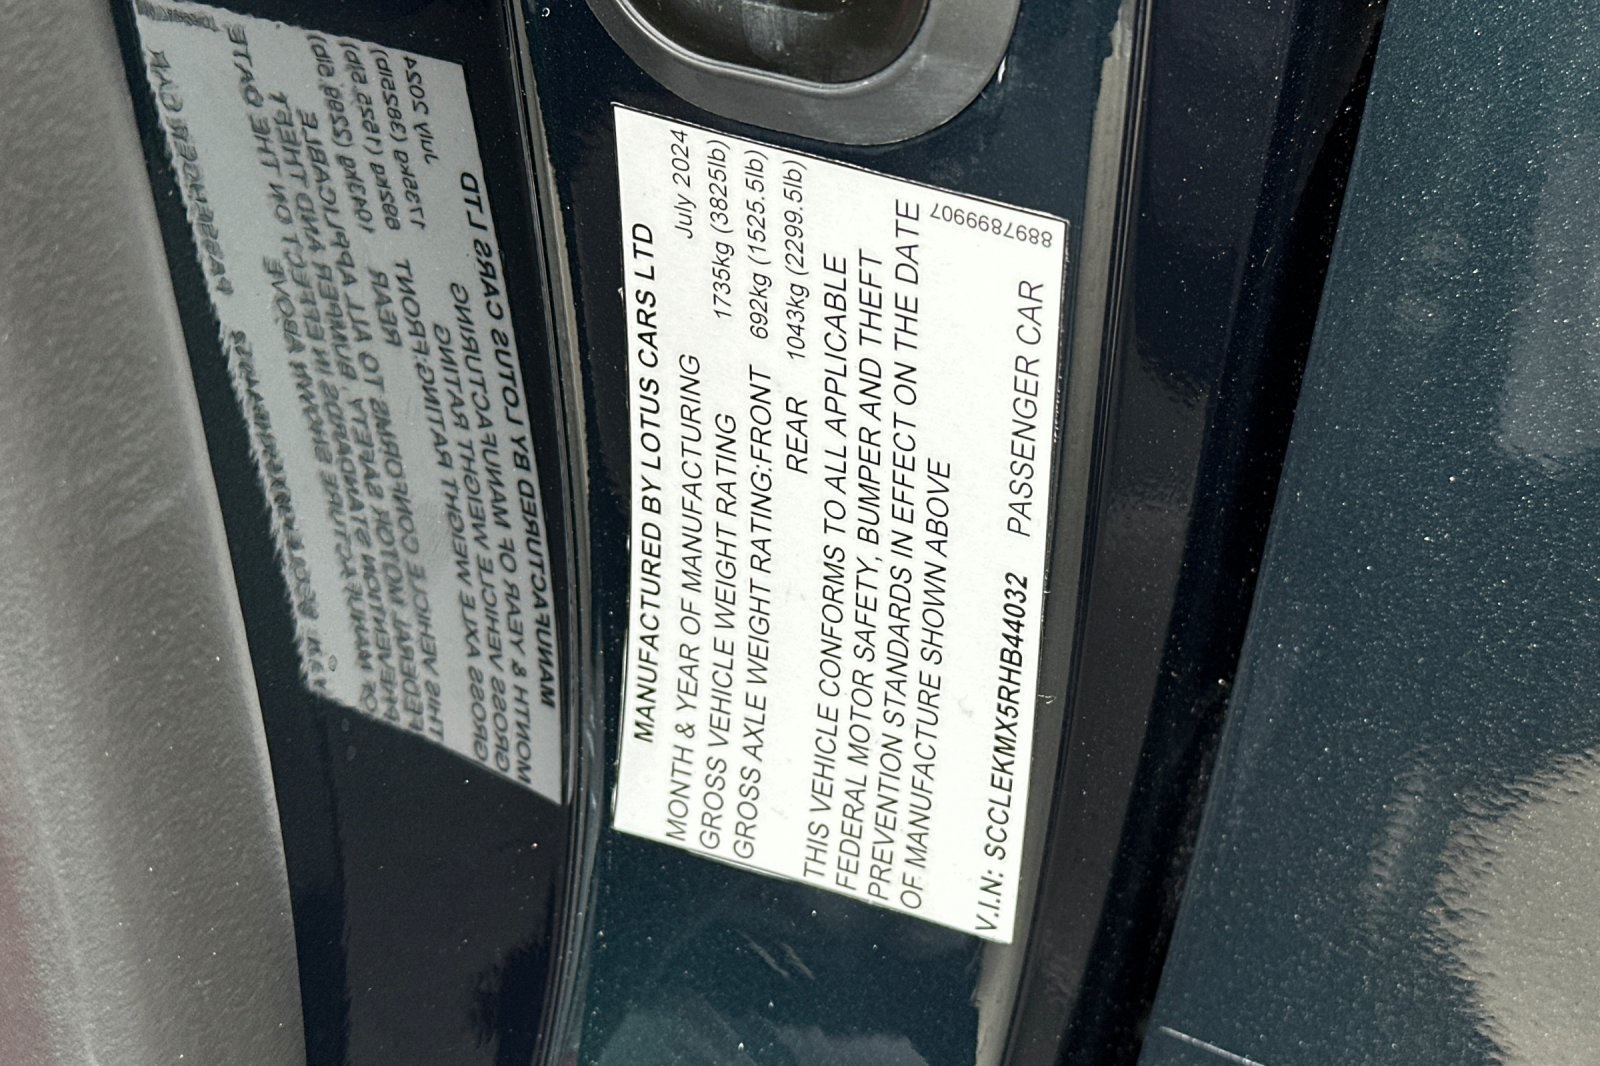 MANUFACTURED BY LOTUS CARS LTD
MONTH & YEAR OF MANUFACTURING July 2024
GROSS VEHICLE WEIGHT RATING 1735kg (3825lb)
GROSS AXLE WEIGHT RATING:FRONT 692kg (1525.5lb)
REAR 1043kg (2299.5lb)
THIS VEHICLE CONFORMS TO ALL APPLICABLE
FEDERAL MOTOR SAFETY, BUMPER AND THEFT
PREVENTION STANDARDS IN EFFECT ON THE DATE
OF MANUFACTURE SHOWN ABOVE
8897899907
V.I.N: SCCLEKMX5RHB44032 PASSENGER CAR